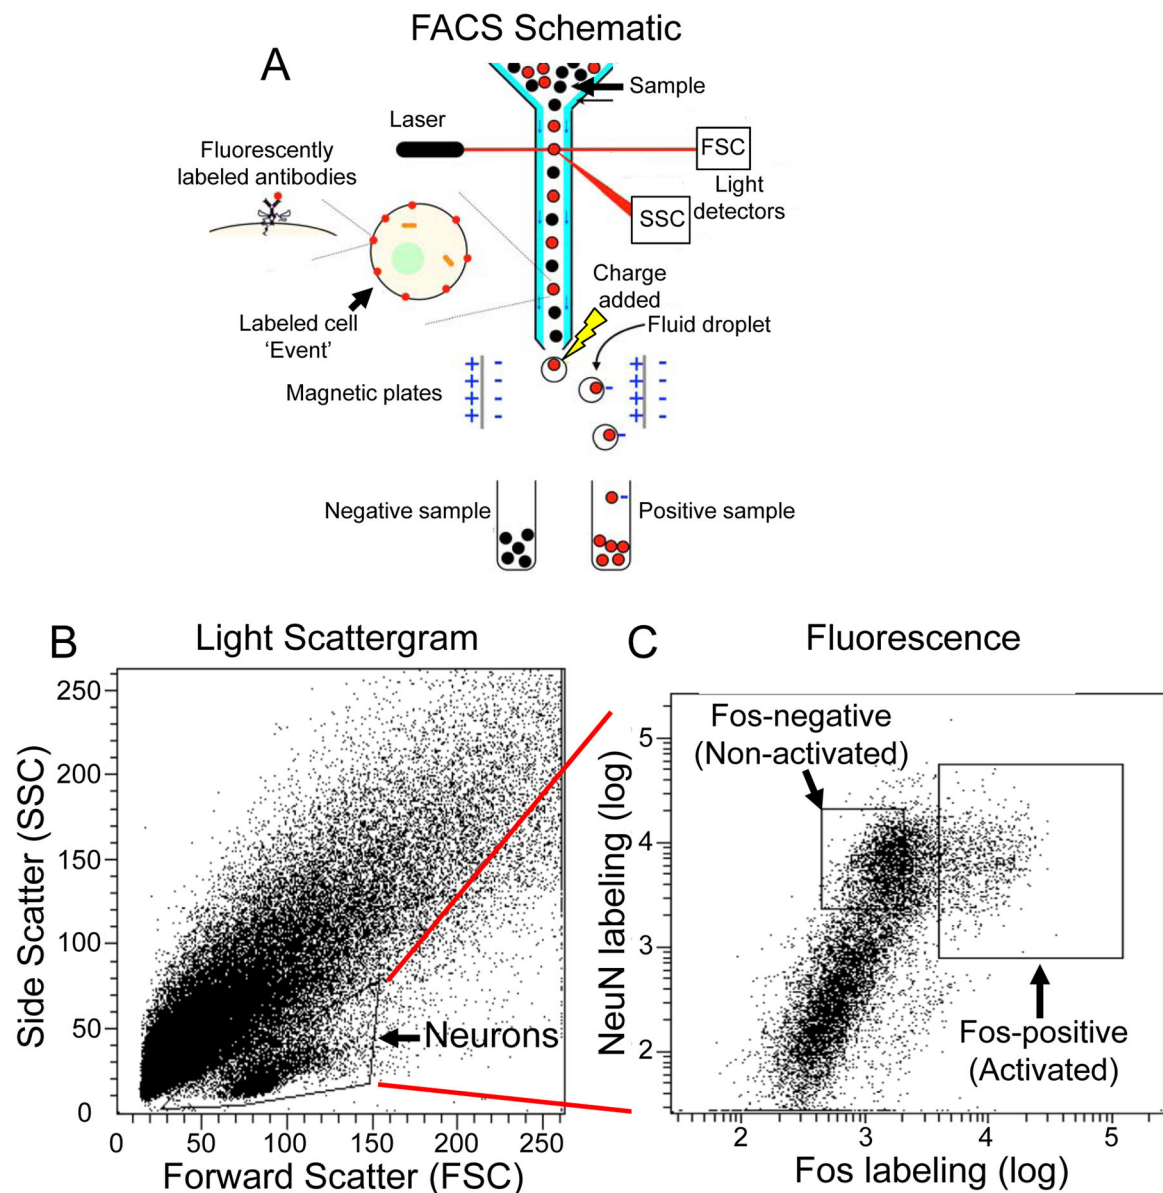 FACS Schematic
A
Sample
Laser
FSC
Fluorescently
labeled antibodies
Light
detectors
SSC
Charge
added
Fluid droplet
Labeled cell
‘Event’
Magnetic plates
+ - + -
+ - + -
+ - + -
+ - + -
-
-
Negative sample
-
Positive sample
B
Light Scattergram
Side Scatter (SSC)
250
200
150
100
50
0
0 50 100 150 200 250
Forward Scatter (FSC)
Neurons
C
Fluorescence
NeuN labeling (log)
5
4
3
2
Fos-negative
(Non-activated)
Fos-positive
(Activated)
2 3 4 5
Fos labeling (log)